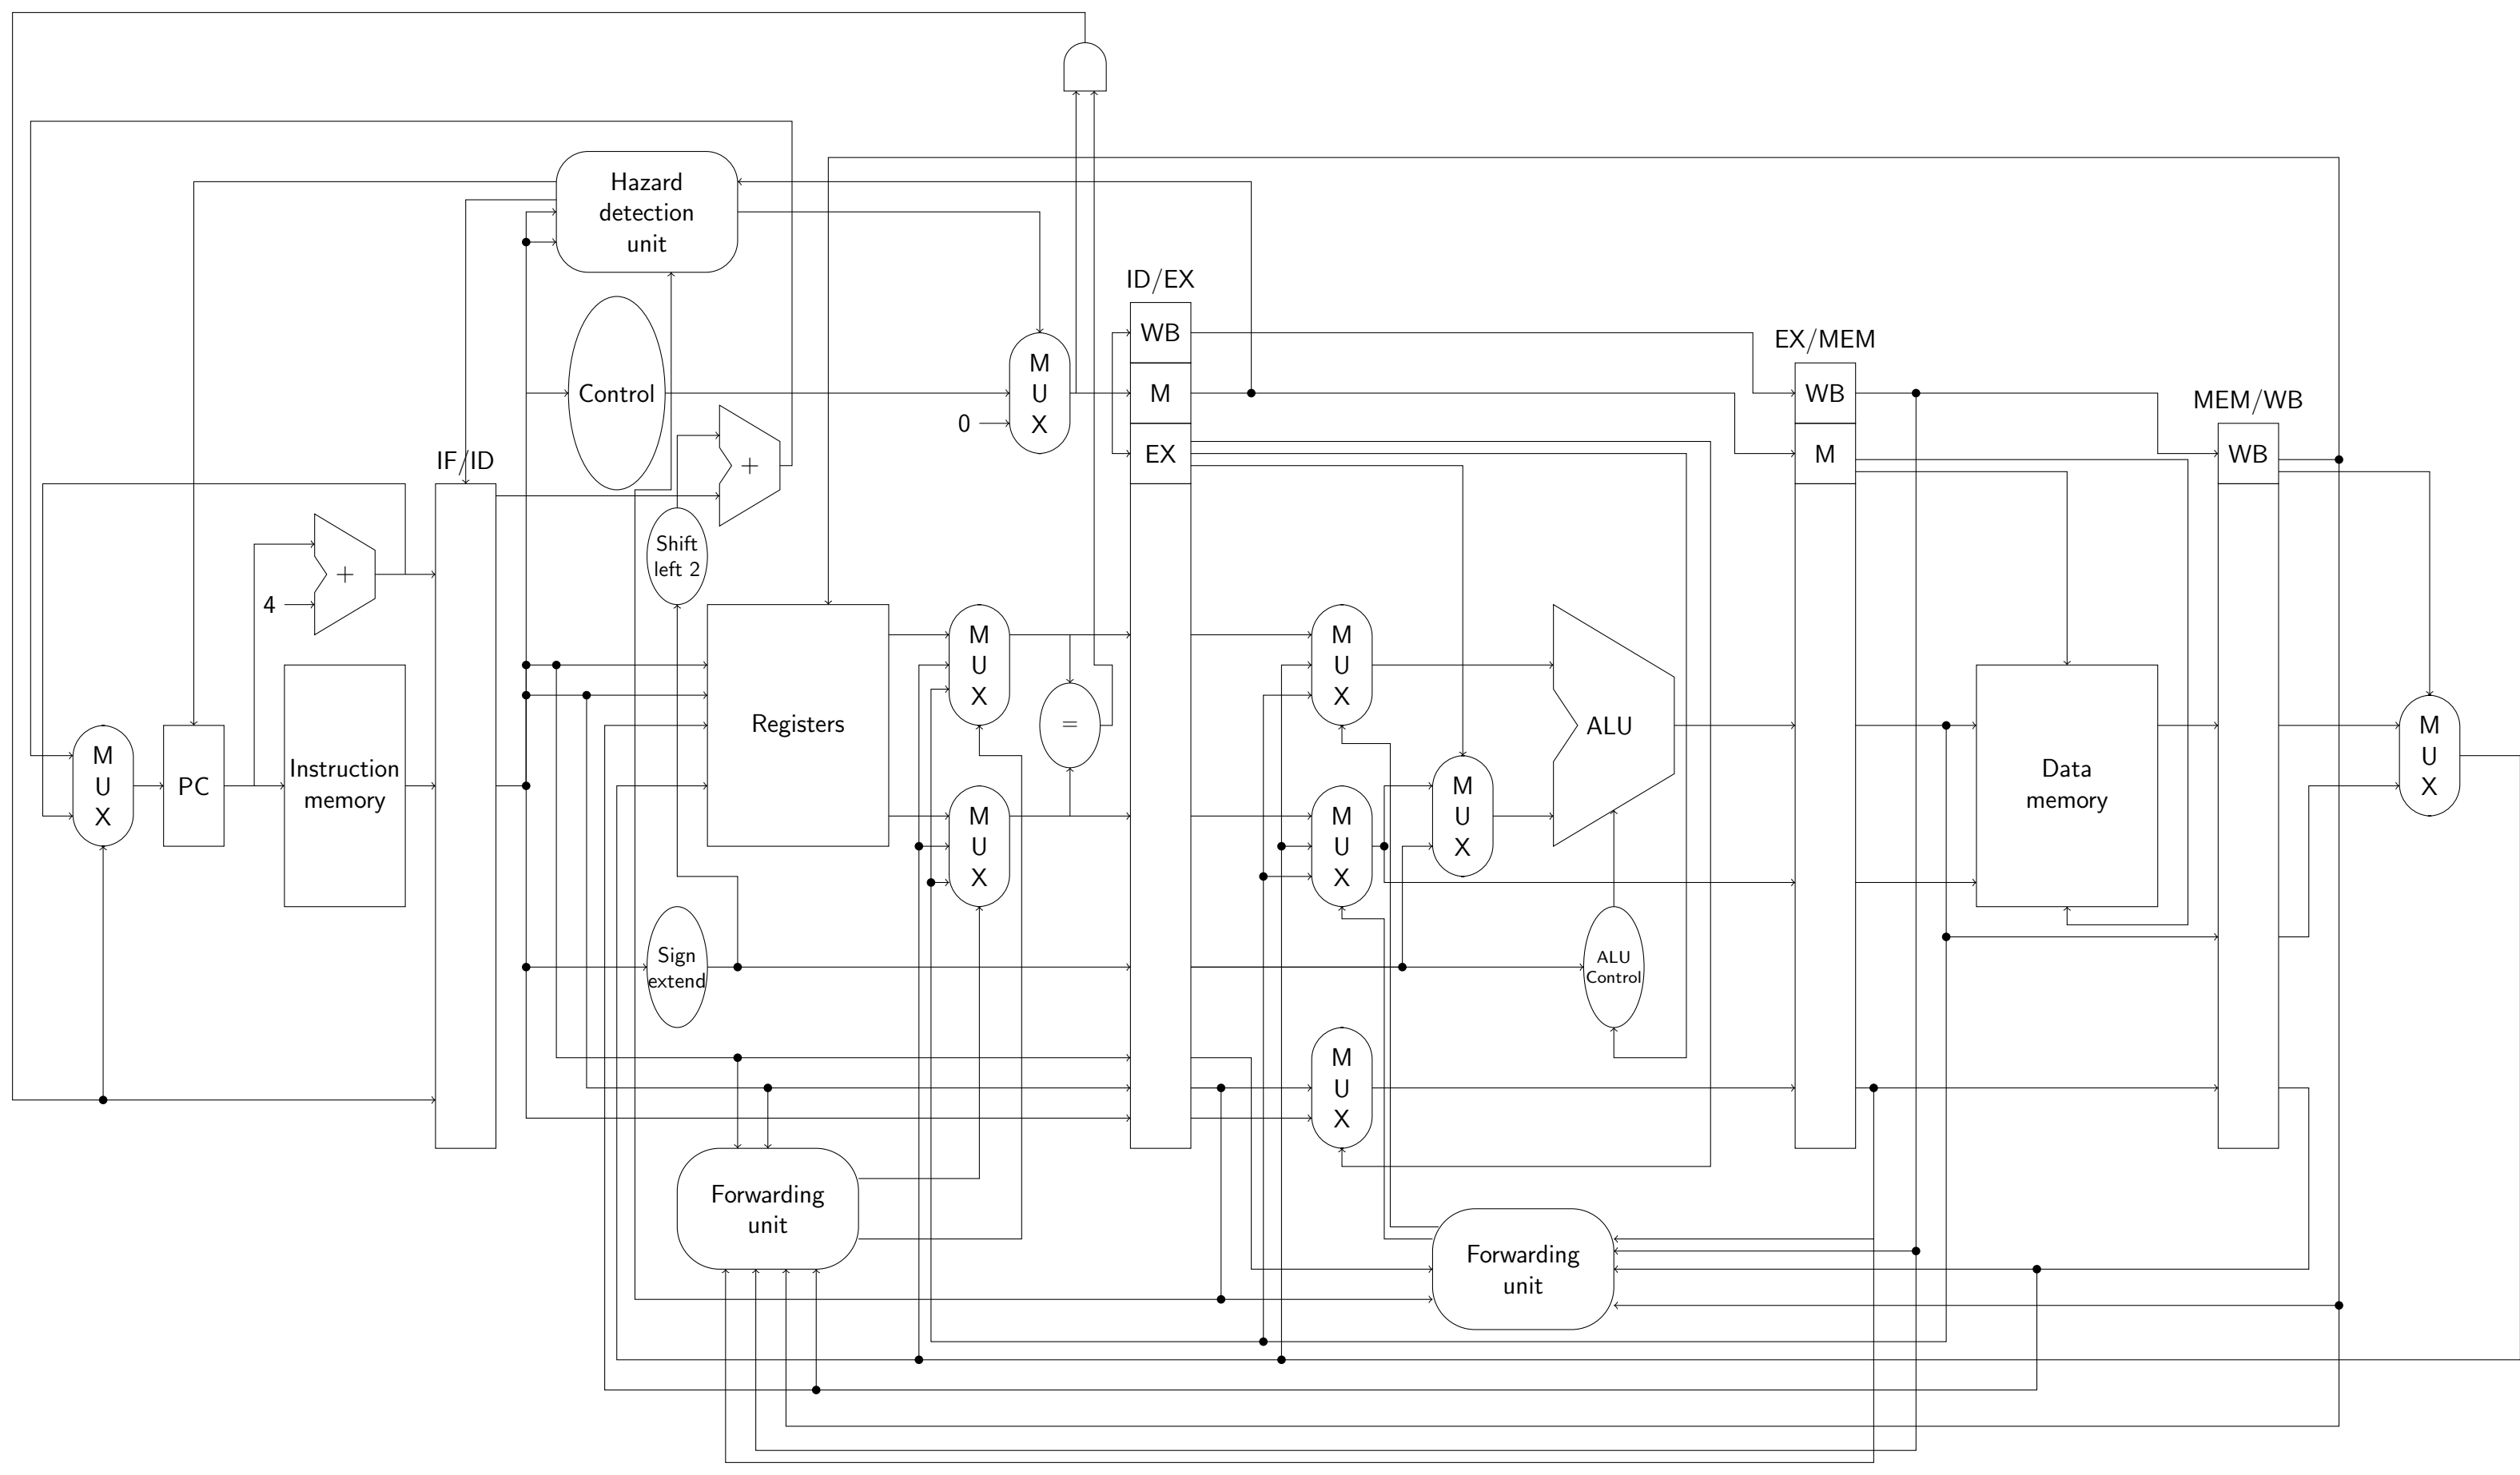 Hazard
detection
unit
ID/EX
WB
M
U
X
0
Control
M
EX
EX/MEM
WB
M
MEM/WB
WB
IF/ID
+
Shift
left 2
+
4
M
U
X
PC
Instruction
memory
Registers
M
U
X
=
M
U
X
M
U
X
M
U
X
M
U
X
ALU
Data
memory
M
U
X
Sign
extend
ALU
Control
M
U
X
Forwarding
unit
Forwarding
unit